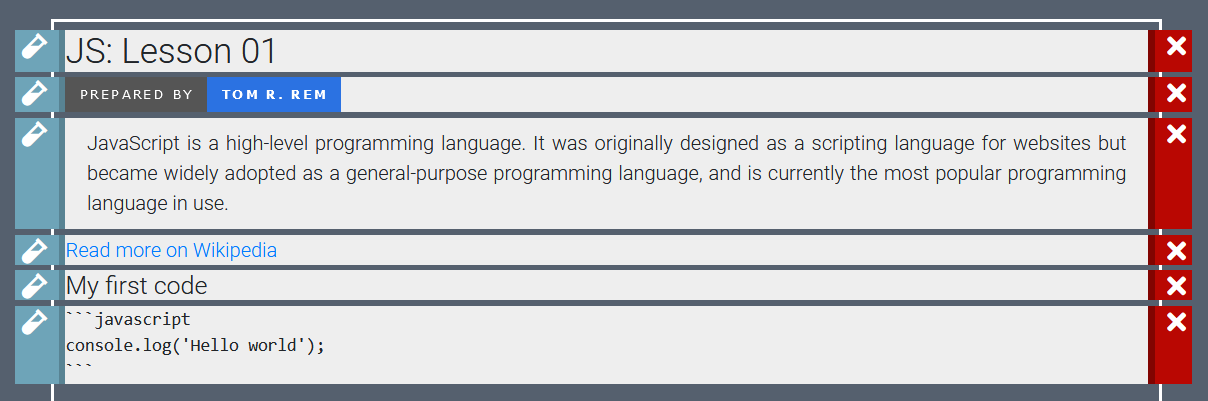 JS: Lesson 01
PREPARED BY TOM R. REM
JavaScript is a high-level programming language. It was originally designed as a scripting language for websites but
became widely adopted as a general-purpose programming language, and is currently the most popular programming
language in use.
Read more on Wikipedia
My first code
```javascript
console.log('Hello world');
```